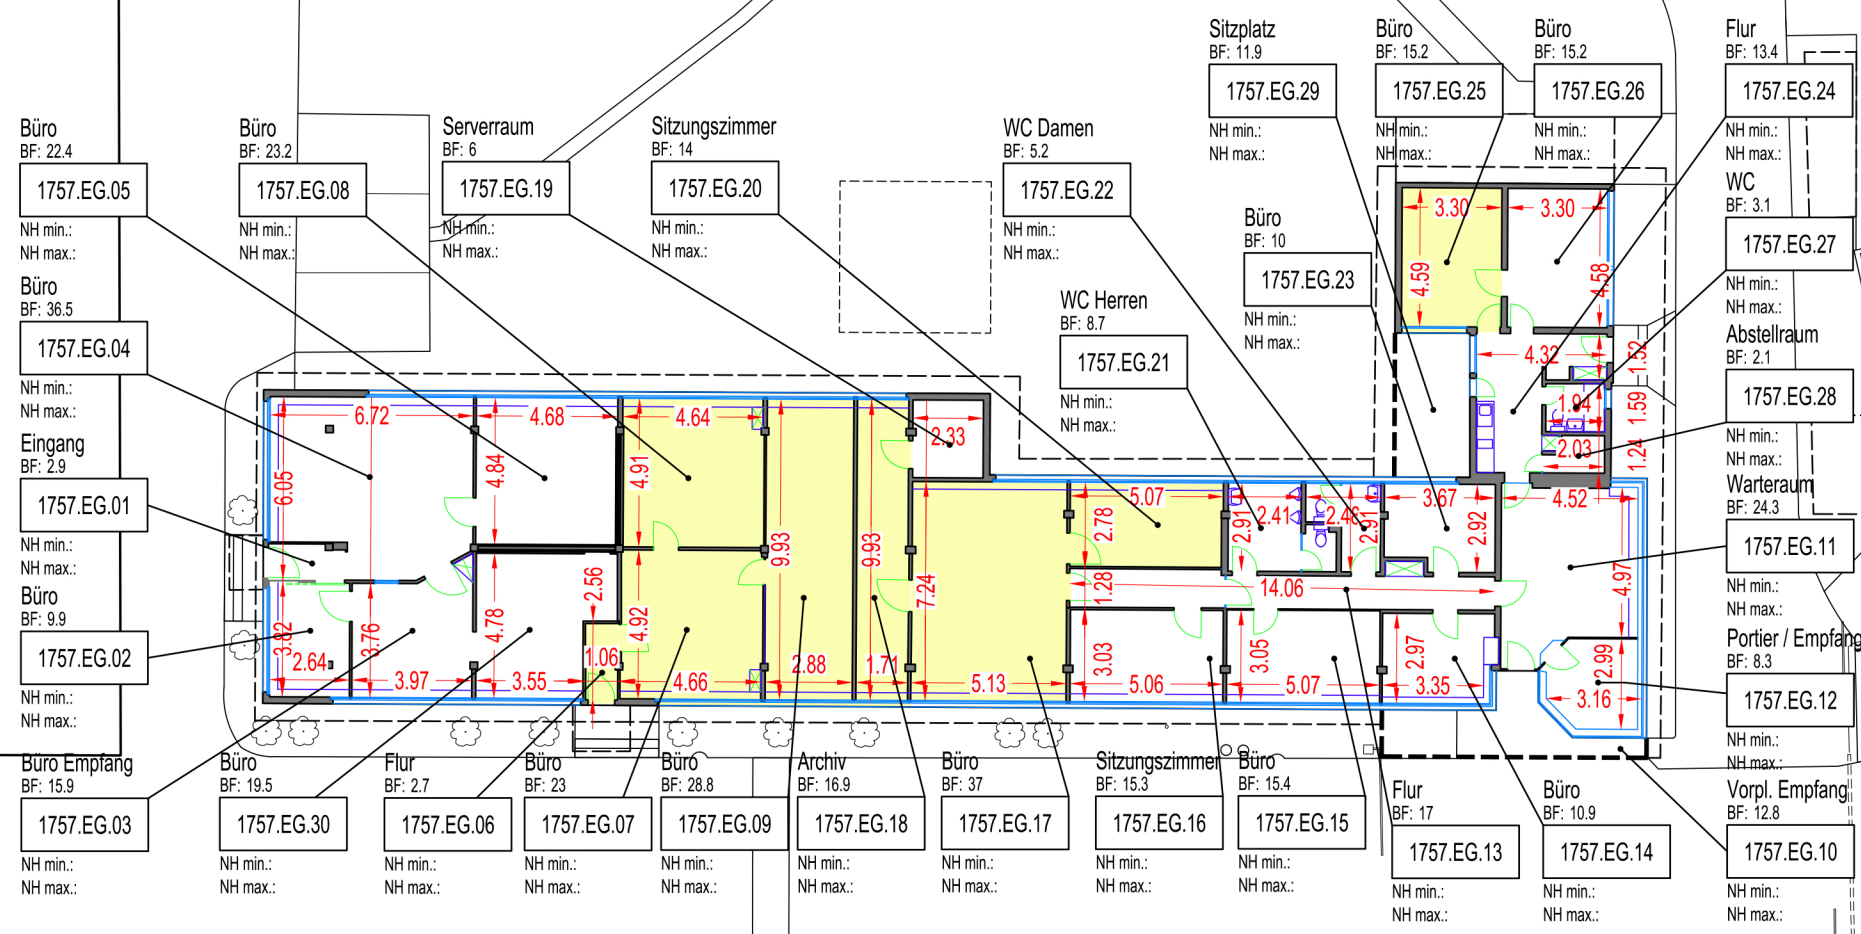 Sitzplatz
BF: 11.9
1757.EG.29
NH min.:
NH max.:
Büro
BF: 15.2
1757.EG.25
NH min.:
NH max.:
Büro
BF: 15.2
1757.EG.26
NH min.:
NH max.:
Flur
BF: 13.4
1757.EG.24
NH min.:
NH max.:
Büro
BF: 22.4
1757.EG.05
NH min.:
NH max.:
Büro
BF: 23.2
1757.EG.08
NH min.:
NH max.:
Serverraum
BF: 6
1757.EG.19
NH min.:
NH max.:
Sitzungszimmer
BF: 14
1757.EG.20
NH min.:
NH max.:
WC Damen
BF: 5.2
1757.EG.22
NH min.:
NH max.:
WC
BF: 3.1
1757.EG.27
NH min.:
NH max.:
Büro
BF: 10
1757.EG.23
NH min.:
NH max.:
Büro
BF: 36.5
1757.EG.04
NH min.:
NH max.:
WC Herren
BF: 8.7
1757.EG.21
NH min.:
NH max.:
Abstellraum
BF: 2.1
1757.EG.28
NH min.:
NH max.:
Eingang
BF: 2.9
1757.EG.01
NH min.:
NH max.:
Warteraum
BF: 24.3
1757.EG.11
NH min.:
NH max.:
Büro
BF: 9.9
1757.EG.02
NH min.:
NH max.:
Portier / Empfang
BF: 8.3
1757.EG.12
NH min.:
NH max.:
3.30
3.30
4.59
4.58
4.32
1.52
1.94
1.59
2.03
1.24
6.72
4.68
4.64
2.33
6.05
4.84
4.91
9.93
9.93
7.24
5.07
2.78
2.91
2.41
2.46
2.91
3.67
2.92
4.52
4.97
2.56
1.28
14.06
3.82
3.76
4.78
4.92
3.03
3.05
2.97
2.99
2.64
3.97
3.55
1.06
4.66
2.88
1.71
5.13
5.06
5.07
3.35
3.16
Büro Empfang
BF: 15.9
1757.EG.03
NH min.:
NH max.:
Büro
BF: 19.5
1757.EG.30
NH min.:
NH max.:
Flur
BF: 2.7
1757.EG.06
NH min.:
NH max.:
Büro
BF: 23
1757.EG.07
NH min.:
NH max.:
Büro
BF: 28.8
1757.EG.09
NH min.:
NH max.:
Archiv
BF: 16.9
1757.EG.18
NH min.:
NH max.:
Büro
BF: 37
1757.EG.17
NH min.:
NH max.:
Sitzungszimmer
BF: 15.3
1757.EG.16
NH min.:
NH max.:
Büro
BF: 15.4
1757.EG.15
NH min.:
NH max.:
Flur
BF: 17
1757.EG.13
NH min.:
NH max.:
Büro
BF: 10.9
1757.EG.14
NH min.:
NH max.:
Vorpl. Empfang
BF: 12.8
1757.EG.10
NH min.:
NH max.: